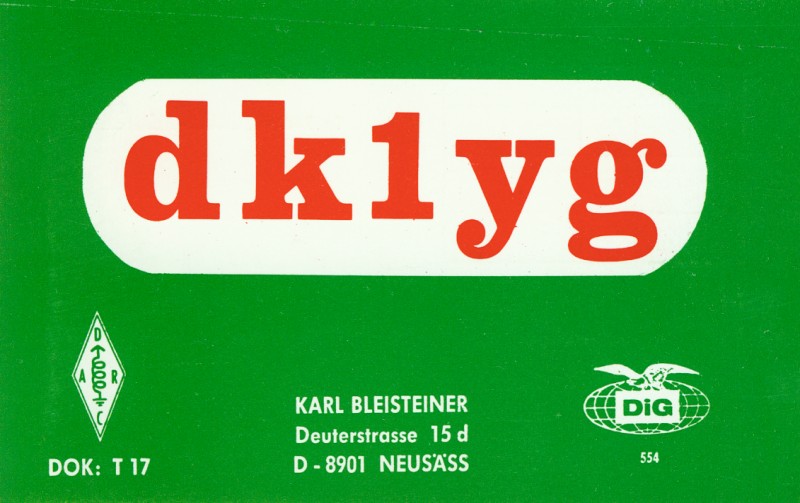 dk1yg
D
A R
C
DOK: T 17
KARL BLEISTEINER
Deuterstrasse 15 d
D - 8901 NEUSÄSS
DiG
554